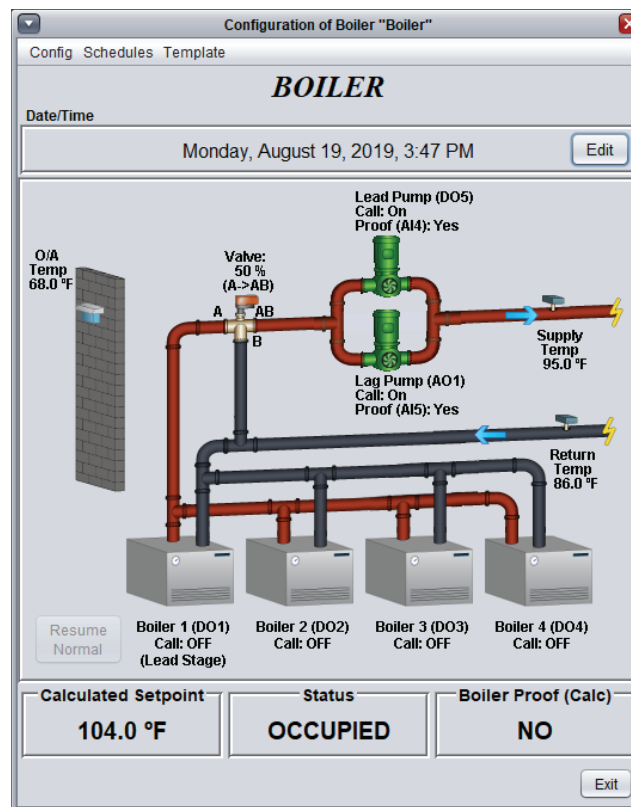 Configuration of Boiler "Boiler"
Config Schedules Template
BOILER
Date/Time
Monday, August 19, 2019, 3:47 PM
Edit
Lead Pump (DO5)
Call: On
Proof (AI4): Yes
O/A
Temp
68.0 ºF
Valve:
50 %
(A->AB)
A
AB
B
Supply
Temp
95.0 ºF
Lag Pump (AO1)
Call: On
Proof (AI5): Yes
Return
Temp
86.0 ºF
Resume
Normal
Boiler 1 (DO1)
Call: OFF
(Lead Stage)
Boiler 2 (DO2)
Call: OFF
Boiler 3 (DO3)
Call: OFF
Boiler 4 (DO4)
Call: OFF
Calculated Setpoint
104.0 ºF
Status
OCCUPIED
Boiler Proof (Calc)
NO
Exit